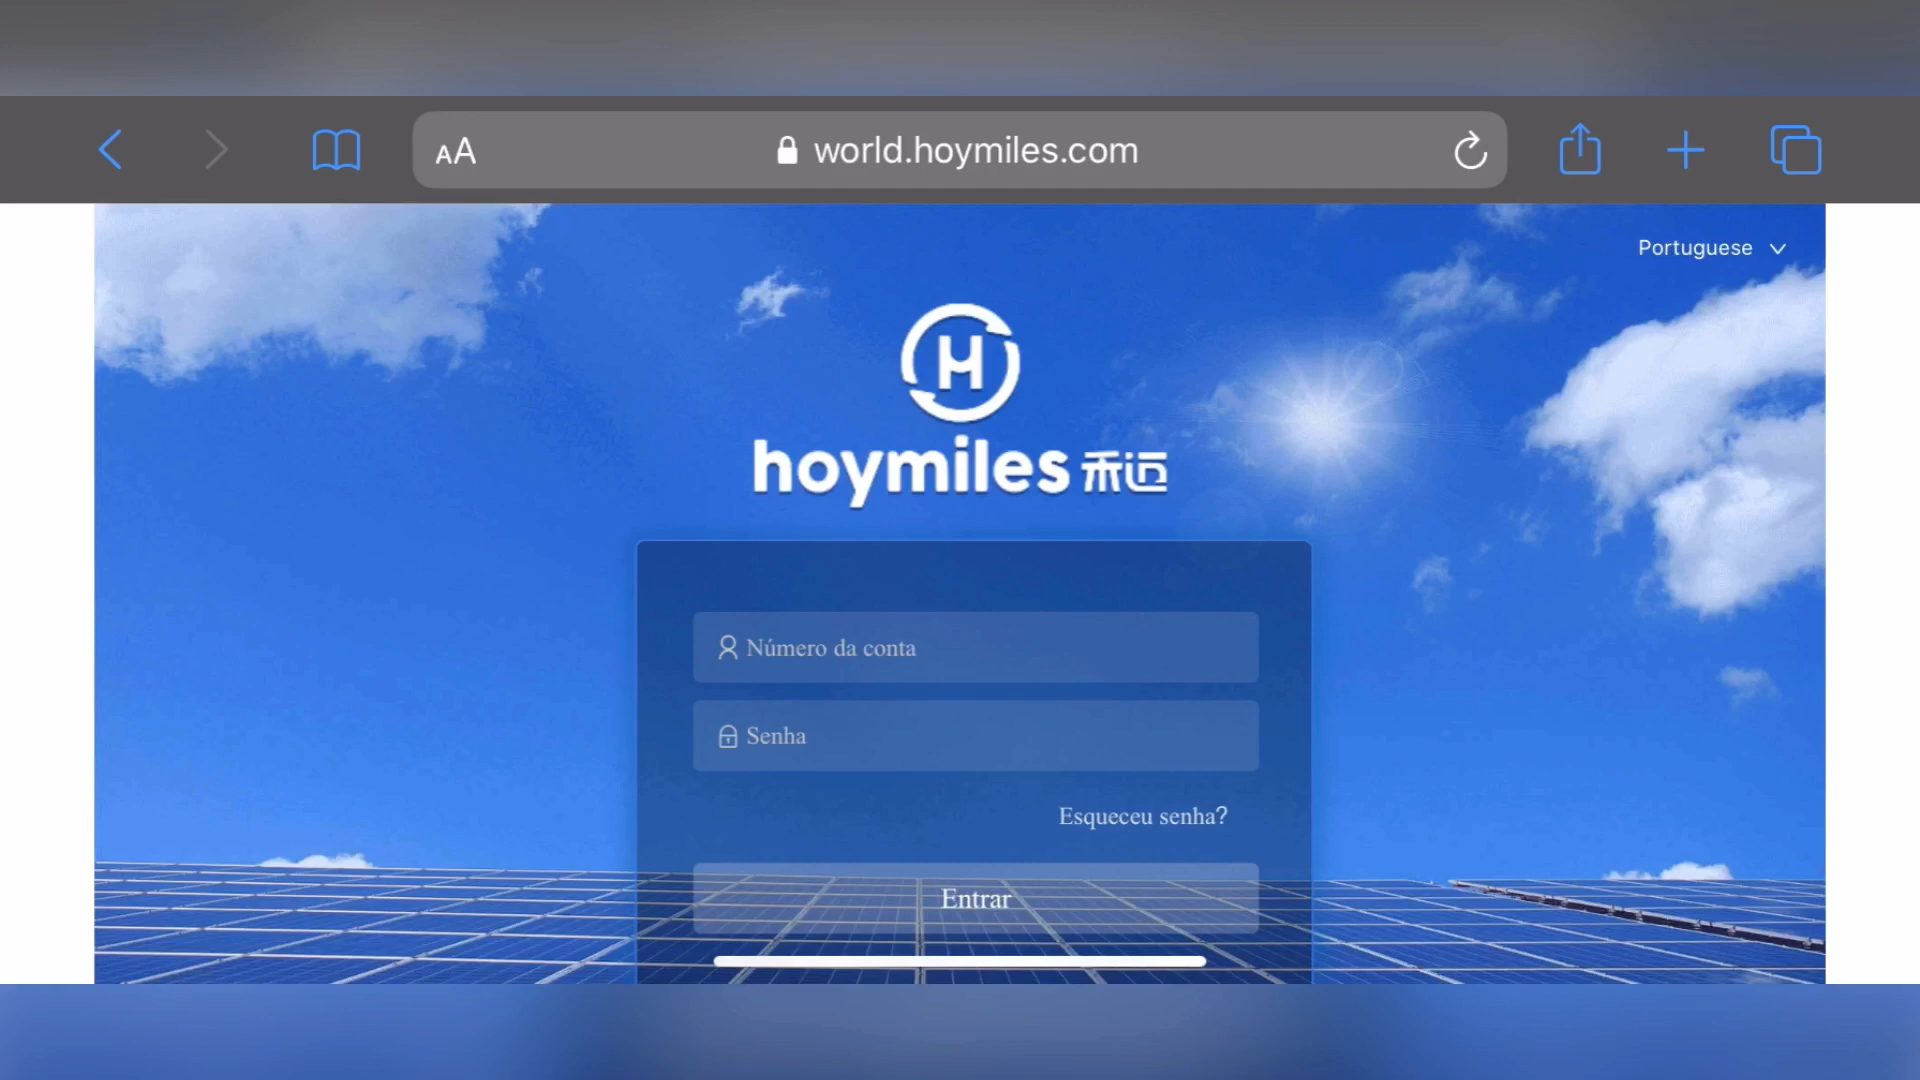 AA
world.hoymiles.com
Portuguese
H
hoymiles 禾迈
Número da conta
Senha
Esqueceu senha?
Entrar